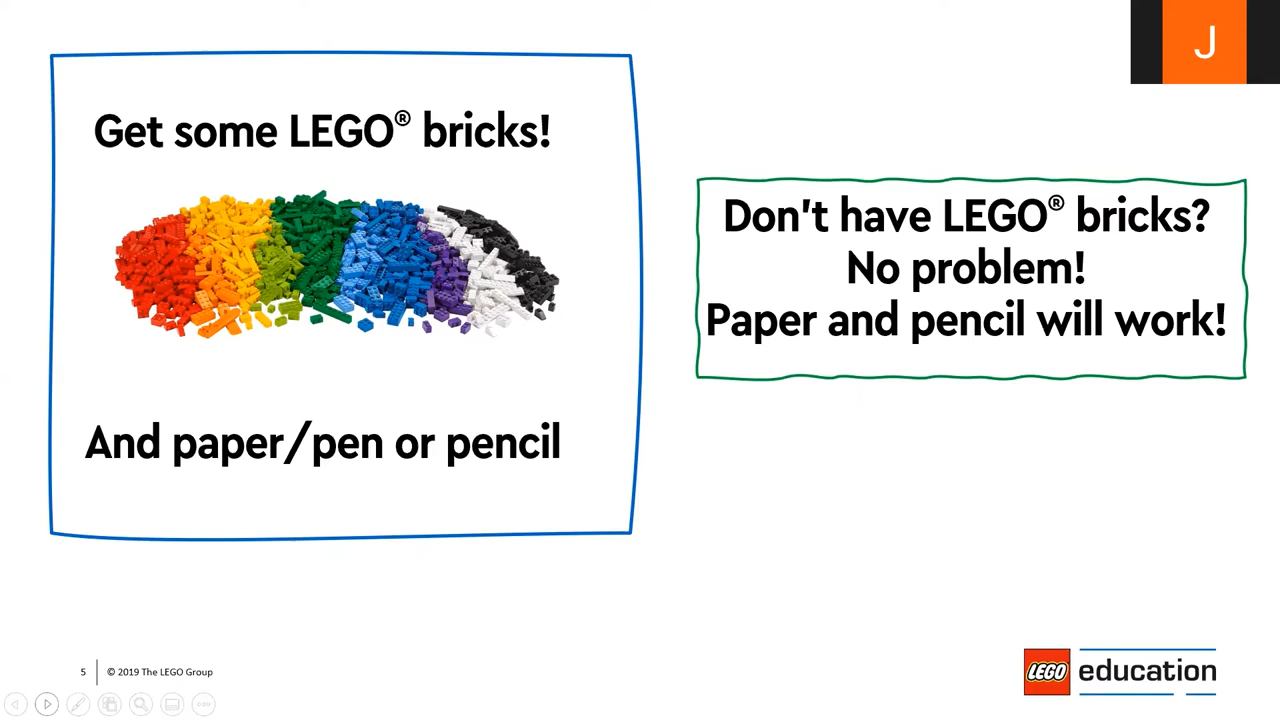 J
Get some LEGO® bricks!
And paper/pen or pencil
Don't have LEGO® bricks?
No problem!
Paper and pencil will work!
5
© 2019 The LEGO Group
LEGO education